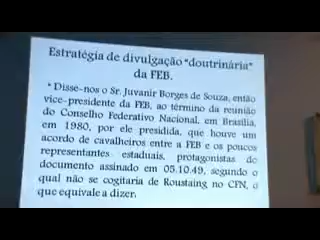 Estratégia de divulgação "doutrinária"
da FEB.
* Disse-nos o Sr. Juvanir Borges de Souza, então
vice-presidente da FEB, ao término da reunião
do Conselho Federativo Nacional, em Brasília,
em 1980, por ele presidida, que houve um
acordo de cavalheiros entre a FEB e os poucos
representantes estaduais, protagonistas do
documento assinado em 05.10.49, segundo o
qual não se cogitaria de Roustaing no CFN, o
que equivale a dizer.